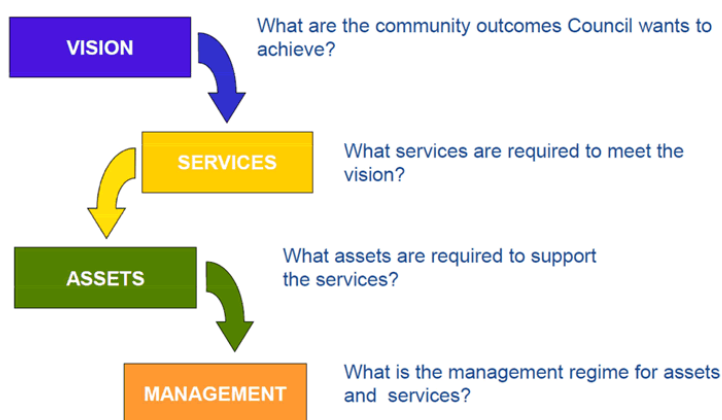 VISION
What are the community outcomes Council wants to
achieve?
SERVICES
What services are required to meet the
vision?
ASSETS
What assets are required to support
the services?
MANAGEMENT
What is the management regime for assets
and services?